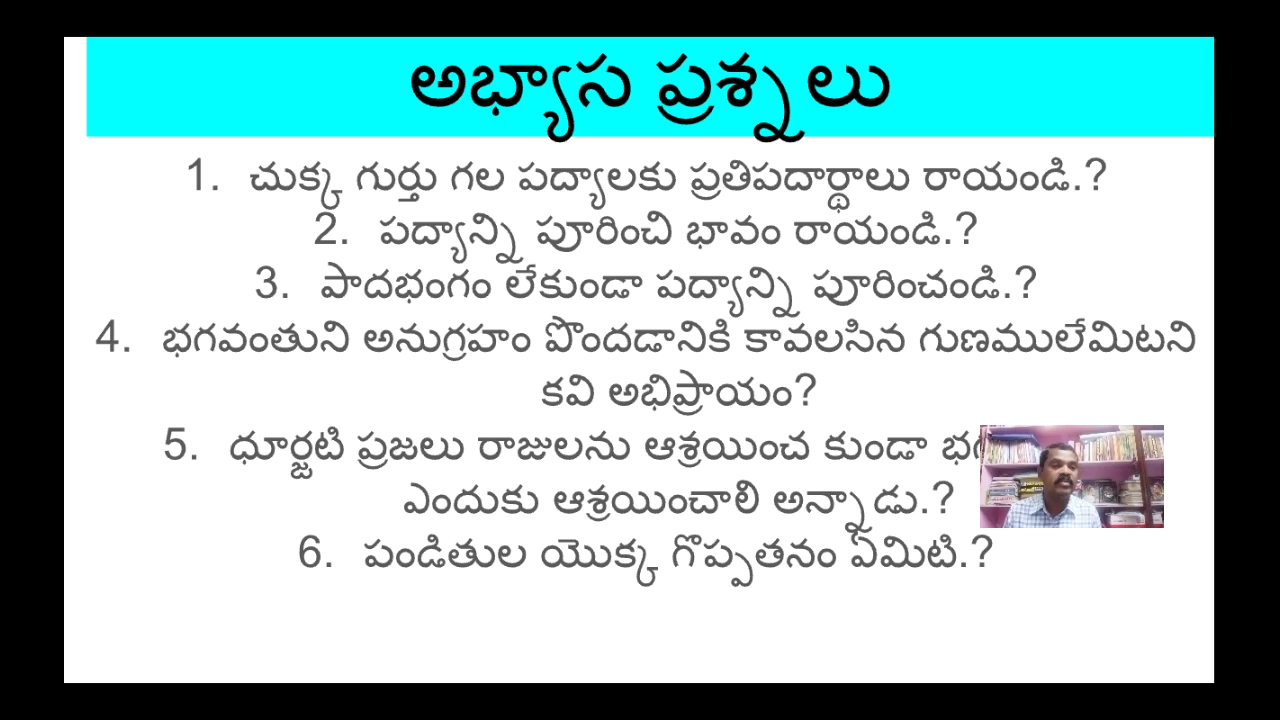 అభ్యాస ప్రశ్నలు
1. చుక్క గుర్తు గల పద్యాలకు ప్రతిపదార్థాలు రాయండి.?
2. పద్యాన్ని పూరించి భావం రాయండి.?
3. పాదభంగం లేకుండా పద్యాన్ని పూరించండి.?
4. భగవంతుని అనుగ్రహం పొందడానికి కావలసిన గుణములేమిటని
కవి అభిప్రాయం?
5. ధూర్జటి ప్రజలు రాజులను ఆశ్రయించ కుండా
ఎందుకు ఆశ్రయించాలి అన్నాడు.?
6. పండితుల యొక్క గొప్పతనం ఏమిటి.?